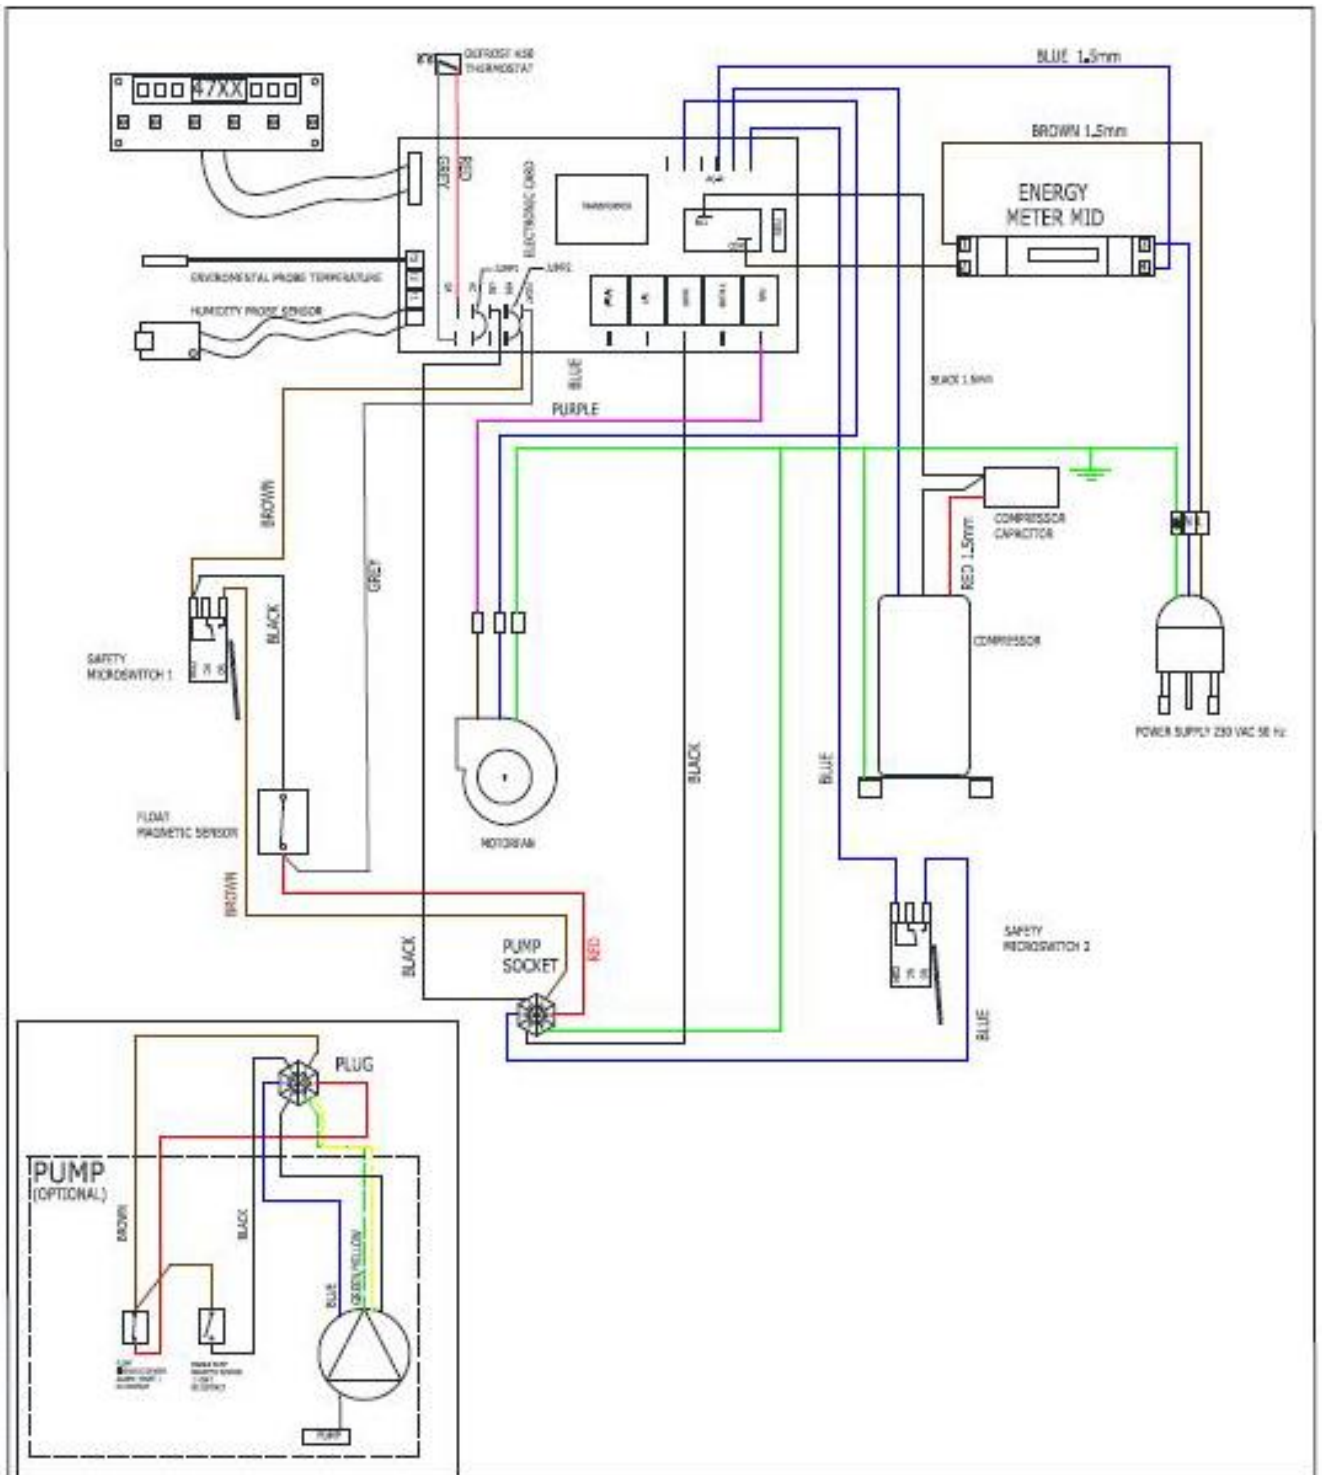 47XX
DEFROST KSD
THERMOSTAT
BLUE 1.5mm
BROWN 1.5mm
ENERGY
METER MID
GREY
RED
ELECTRONIC CARD
TRANSFORMER
ENVIROMENTAL PROBE TEMPERATURE
HUMIDITY PROBE SENSOR
JUMP1
JUMP2
BLUE
PURPLE
BLACK 1.5mm
BROWN
GREY
BLACK
COMPRESSOR
CAPACITOR
RED 1.5mm
COMPRESSOR
SAFETY
MICROSWITCH 1
POWER SUPPLY 230 VAC 50 Hz
BLACK
BLUE
FLOAT
MAGNETIC SENSOR
MOTORFAN
BROWN
BLACK
PUMP
SOCKET
RED
SAFETY
MICROSWITCH 2
BLUE
PLUG
PUMP
(OPTIONAL)
BROWN
BLACK
BLUE
GREEN/YELLOW
PUMP